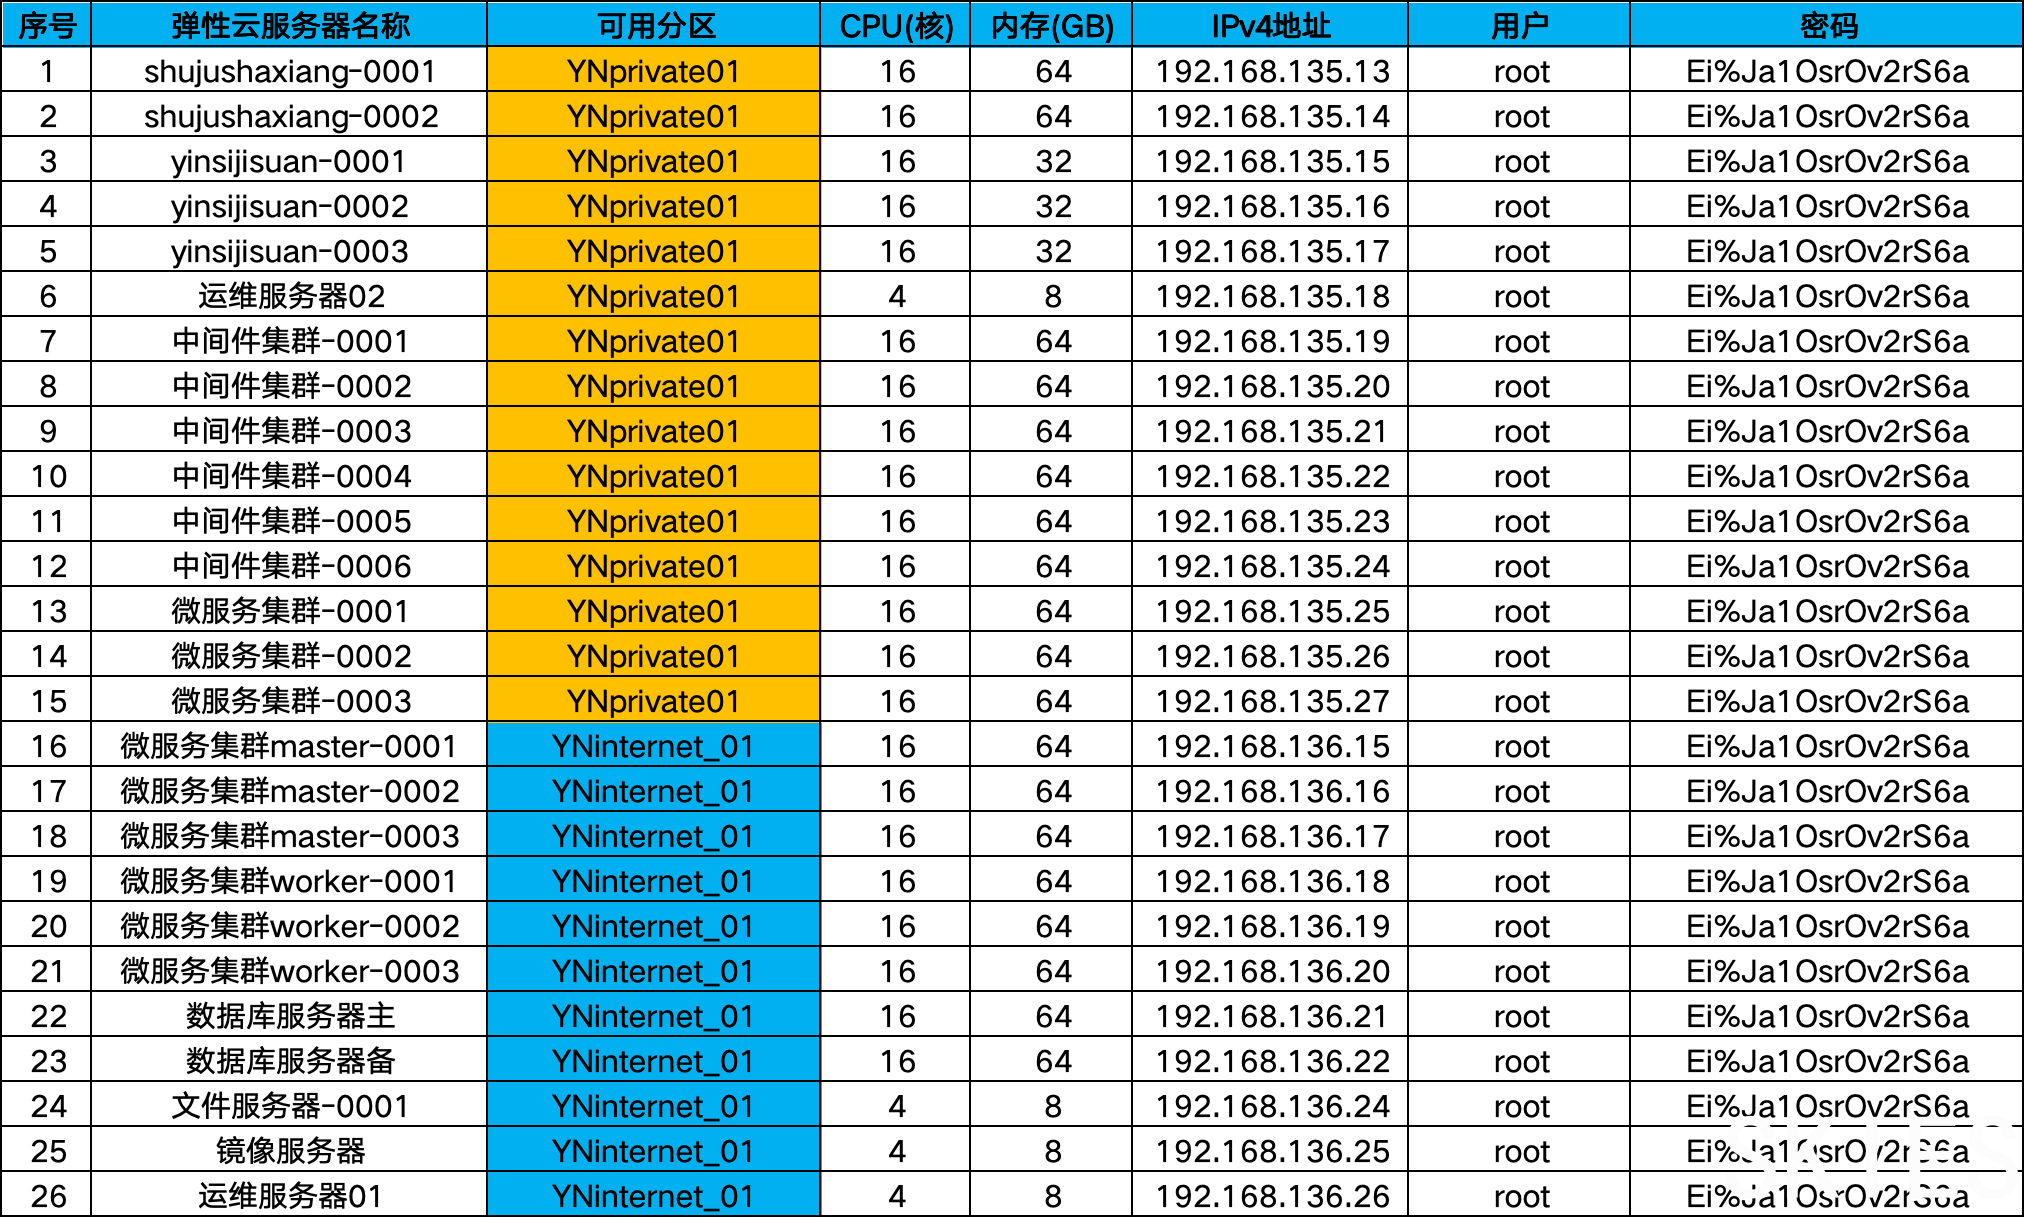 序号 弹性云服务器名称 可用分区 CPU(核) 内存(GB) IPv4地址 用户 密码
1 shujushaxiang-0001 YNprivate01 16 64 192.168.135.13 root Ei%Ja1OsrOv2rS6a
2 shujushaxiang-0002 YNprivate01 16 64 192.168.135.14 root Ei%Ja1OsrOv2rS6a
3 yinsijisuan-0001 YNprivate01 16 32 192.168.135.15 root Ei%Ja1OsrOv2rS6a
4 yinsijisuan-0002 YNprivate01 16 32 192.168.135.16 root Ei%Ja1OsrOv2rS6a
5 yinsijisuan-0003 YNprivate01 16 32 192.168.135.17 root Ei%Ja1OsrOv2rS6a
6 运维服务器02 YNprivate01 4 8 192.168.135.18 root Ei%Ja1OsrOv2rS6a
7 中间件集群-0001 YNprivate01 16 64 192.168.135.19 root Ei%Ja1OsrOv2rS6a
8 中间件集群-0002 YNprivate01 16 64 192.168.135.20 root Ei%Ja1OsrOv2rS6a
9 中间件集群-0003 YNprivate01 16 64 192.168.135.21 root Ei%Ja1OsrOv2rS6a
10 中间件集群-0004 YNprivate01 16 64 192.168.135.22 root Ei%Ja1OsrOv2rS6a
11 中间件集群-0005 YNprivate01 16 64 192.168.135.23 root Ei%Ja1OsrOv2rS6a
12 中间件集群-0006 YNprivate01 16 64 192.168.135.24 root Ei%Ja1OsrOv2rS6a
13 微服务集群-0001 YNprivate01 16 64 192.168.135.25 root Ei%Ja1OsrOv2rS6a
14 微服务集群-0002 YNprivate01 16 64 192.168.135.26 root Ei%Ja1OsrOv2rS6a
15 微服务集群-0003 YNprivate01 16 64 192.168.135.27 root Ei%Ja1OsrOv2rS6a
16 微服务集群master-0001 YNinternet_01 16 64 192.168.136.15 root Ei%Ja1OsrOv2rS6a
17 微服务集群master-0002 YNinternet_01 16 64 192.168.136.16 root Ei%Ja1OsrOv2rS6a
18 微服务集群master-0003 YNinternet_01 16 64 192.168.136.17 root Ei%Ja1OsrOv2rS6a
19 微服务集群worker-0001 YNinternet_01 16 64 192.168.136.18 root Ei%Ja1OsrOv2rS6a
20 微服务集群worker-0002 YNinternet_01 16 64 192.168.136.19 root Ei%Ja1OsrOv2rS6a
21 微服务集群worker-0003 YNinternet_01 16 64 192.168.136.20 root Ei%Ja1OsrOv2rS6a
22 数据库服务器主 YNinternet_01 16 64 192.168.136.21 root Ei%Ja1OsrOv2rS6a
23 数据库服务器备 YNinternet_01 16 64 192.168.136.22 root Ei%Ja1OsrOv2rS6a
24 文件服务器-0001 YNinternet_01 4 8 192.168.136.24 root Ei%Ja1OsrOv2rS6a
25 镜像服务器 YNinternet_01 4 8 192.168.136.25 root Ei%Ja1OsrOv2rS6a
26 运维服务器01 YNinternet_01 4 8 192.168.136.26 root Ei%Ja1OsrOv2rS6a